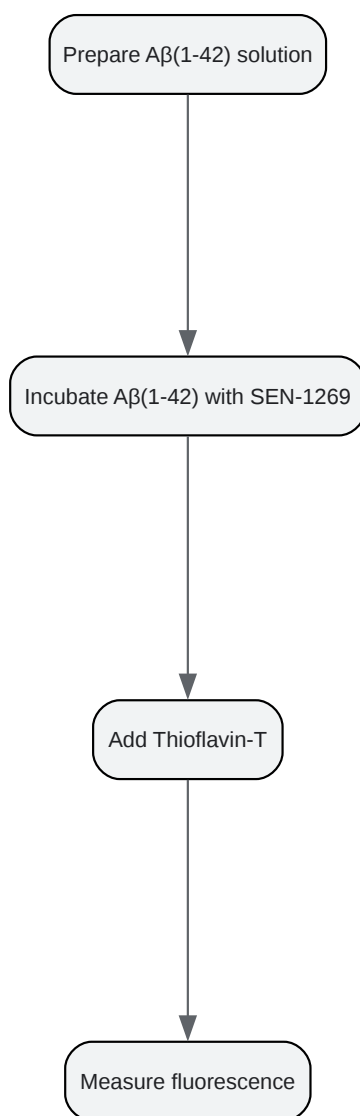 Prepare Aβ(1-42) solution
Incubate Aβ(1-42) with SEN-1269
Add Thioflavin-T
Measure fluorescence